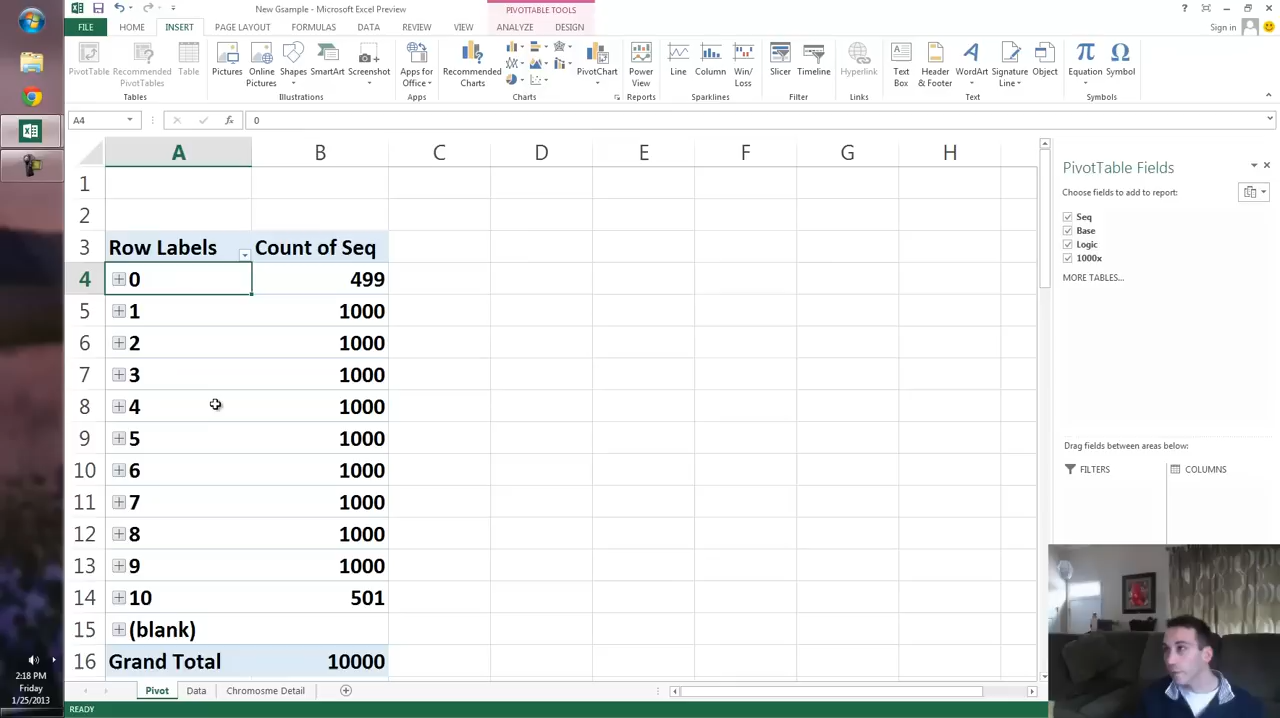 New Gsample - Microsoft Excel Preview
PIVOTTABLE TOOLS
?
FILE HOME INSERT PAGE LAYOUT FORMULAS DATA REVIEW VIEW ANALYZE DESIGN Sign in
PivotTable Recommended PivotTables Table Pictures Online Pictures Shapes SmartArt Screenshot Apps for Office Recommended Charts PivotChart Power View Line Column Win/ Loss Slicer Timeline Hyperlink Text Box Header & Footer WordArt Signature Line Object Equation Symbol
Tables Illustrations Apps Charts Reports Sparklines Filter Links Text Symbols
A4 fx 0
A B C D E F G H
1
2
3 Row Labels Count of Seq
4 0 499
5 1 1000
6 2 1000
7 3 1000
8 4 1000
9 5 1000
10 6 1000
11 7 1000
12 8 1000
13 9 1000
14 10 501
15 (blank)
16 Grand Total 10000
PivotTable Fields
Choose fields to add to report:
Seq
Base
Logic
1000x
MORE TABLES...
Drag fields between areas below:
FILTERS COLUMNS
Pivot Data Chromosme Detail
READY
2:18 PM
Friday
1/25/2013